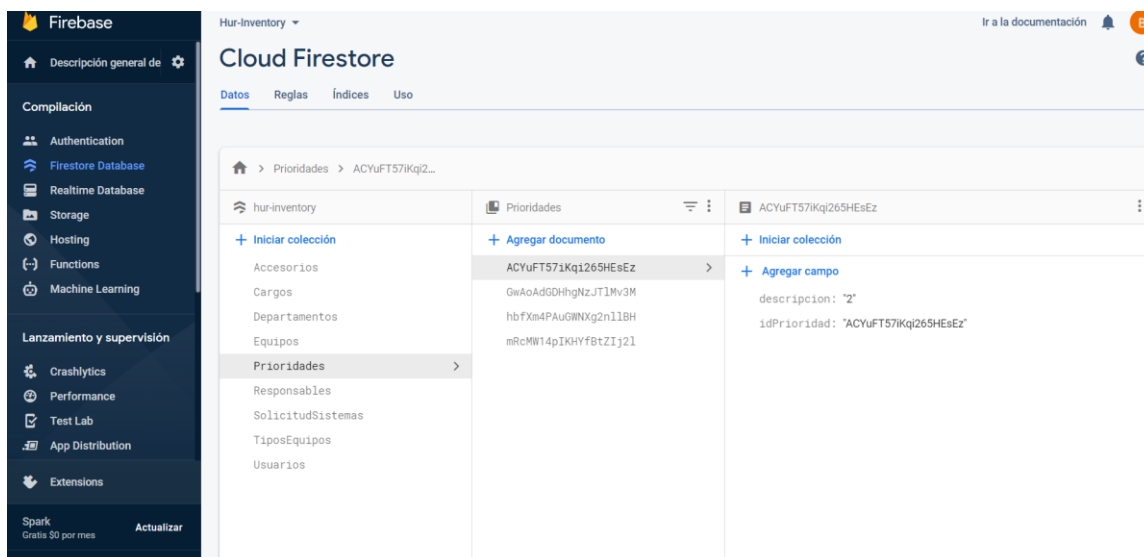 Firebase
Descripción general de
Compilación
Authentication
Firestore Database
Realtime Database
Storage
Hosting
Functions
Machine Learning
Lanzamiento y supervisión
Crashlytics
Performance
Test Lab
App Distribution
Extensions
Spark
Gratis $0 por mes
Actualizar
Hur-Inventory
Ir a la documentación
Cloud Firestore
Datos Reglas Índices Uso
> Prioridades > ACYuFT57iKqi2...
hur-inventory
+ Iniciar colección
Accesorios
Cargos
Departamentos
Equipos
Prioridades >
Responsables
SolicitudSistemas
TiposEquipos
Usuarios
Prioridades
+ Agregar documento
ACYuFT57iKqi265HEsEz >
GwAoAdGDHhgNzJTlMv3M
hbfXm4PAuGWNXg2nllBH
mRcMW14pIKHYfBtZIj2l
ACYuFT57iKqi265HEsEz
+ Iniciar colección
+ Agregar campo
descripcion: "2"
idPrioridad: "ACYuFT57iKqi265HEsEz"